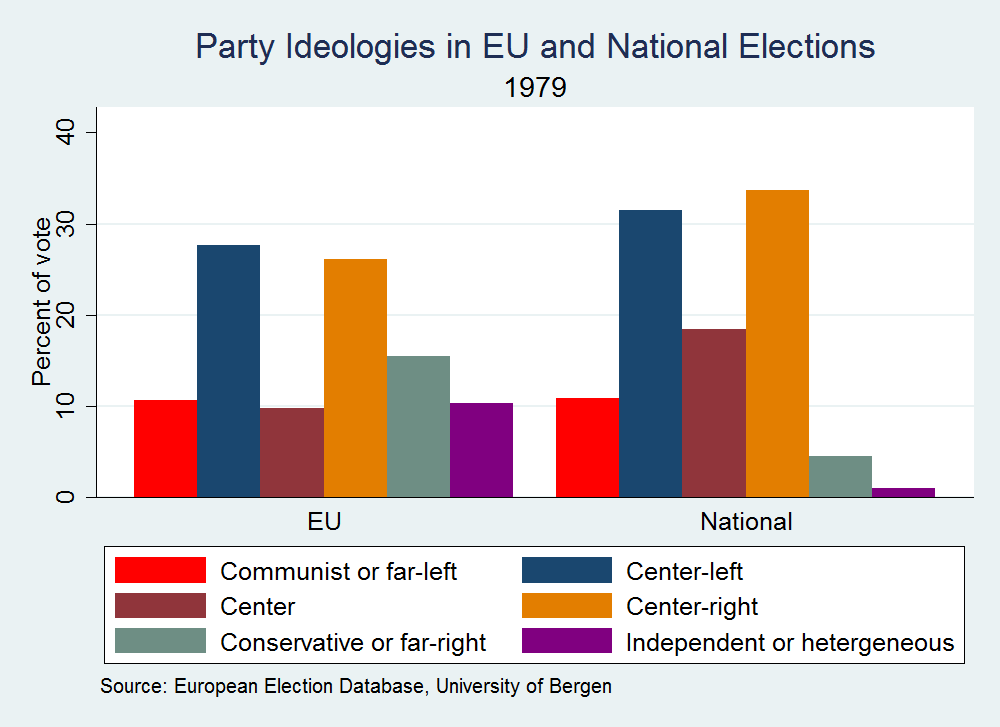 Party Ideologies in EU and National Elections
1979
Percent of vote
40
30
20
10
0
EU
National
Communist or far-left
Center-left
Center
Center-right
Conservative or far-right
Independent or hetergeneous
Source: European Election Database, University of Bergen